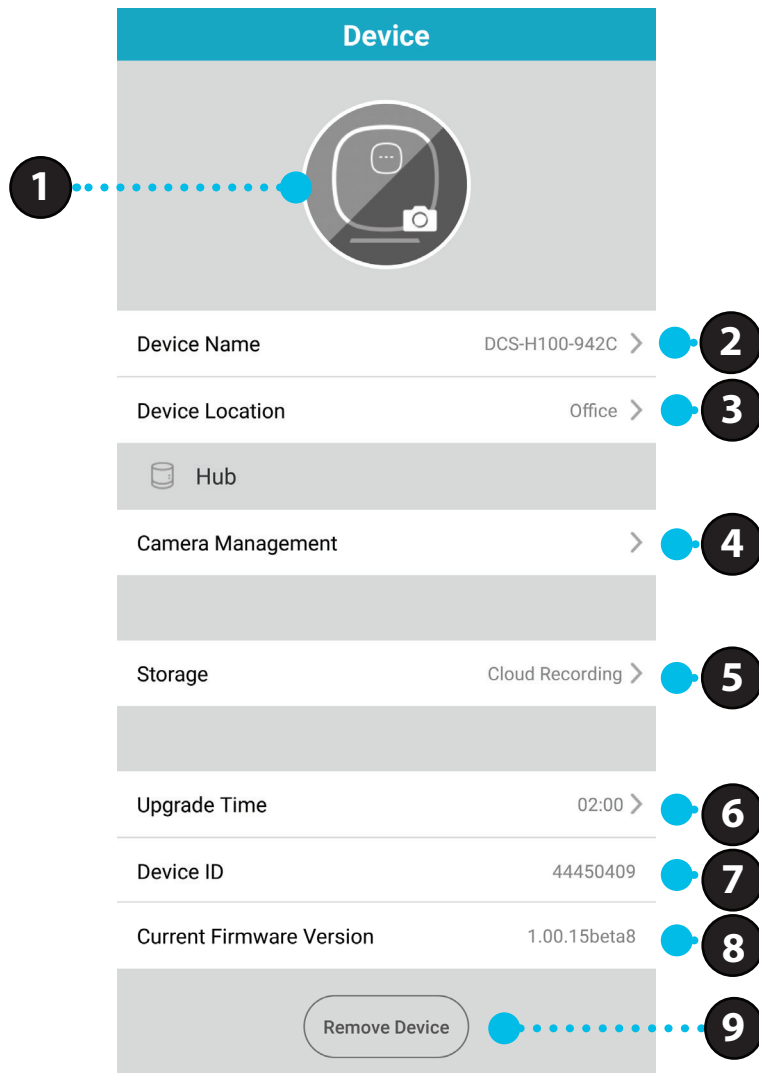 Device
1
Device Name DCS-H100-942C 2
Device Location Office 3
Hub
Camera Management 4
Storage Cloud Recording 5
Upgrade Time 02:00 6
Device ID 44450409 7
Current Firmware Version 1.00.15beta8 8
Remove Device 9